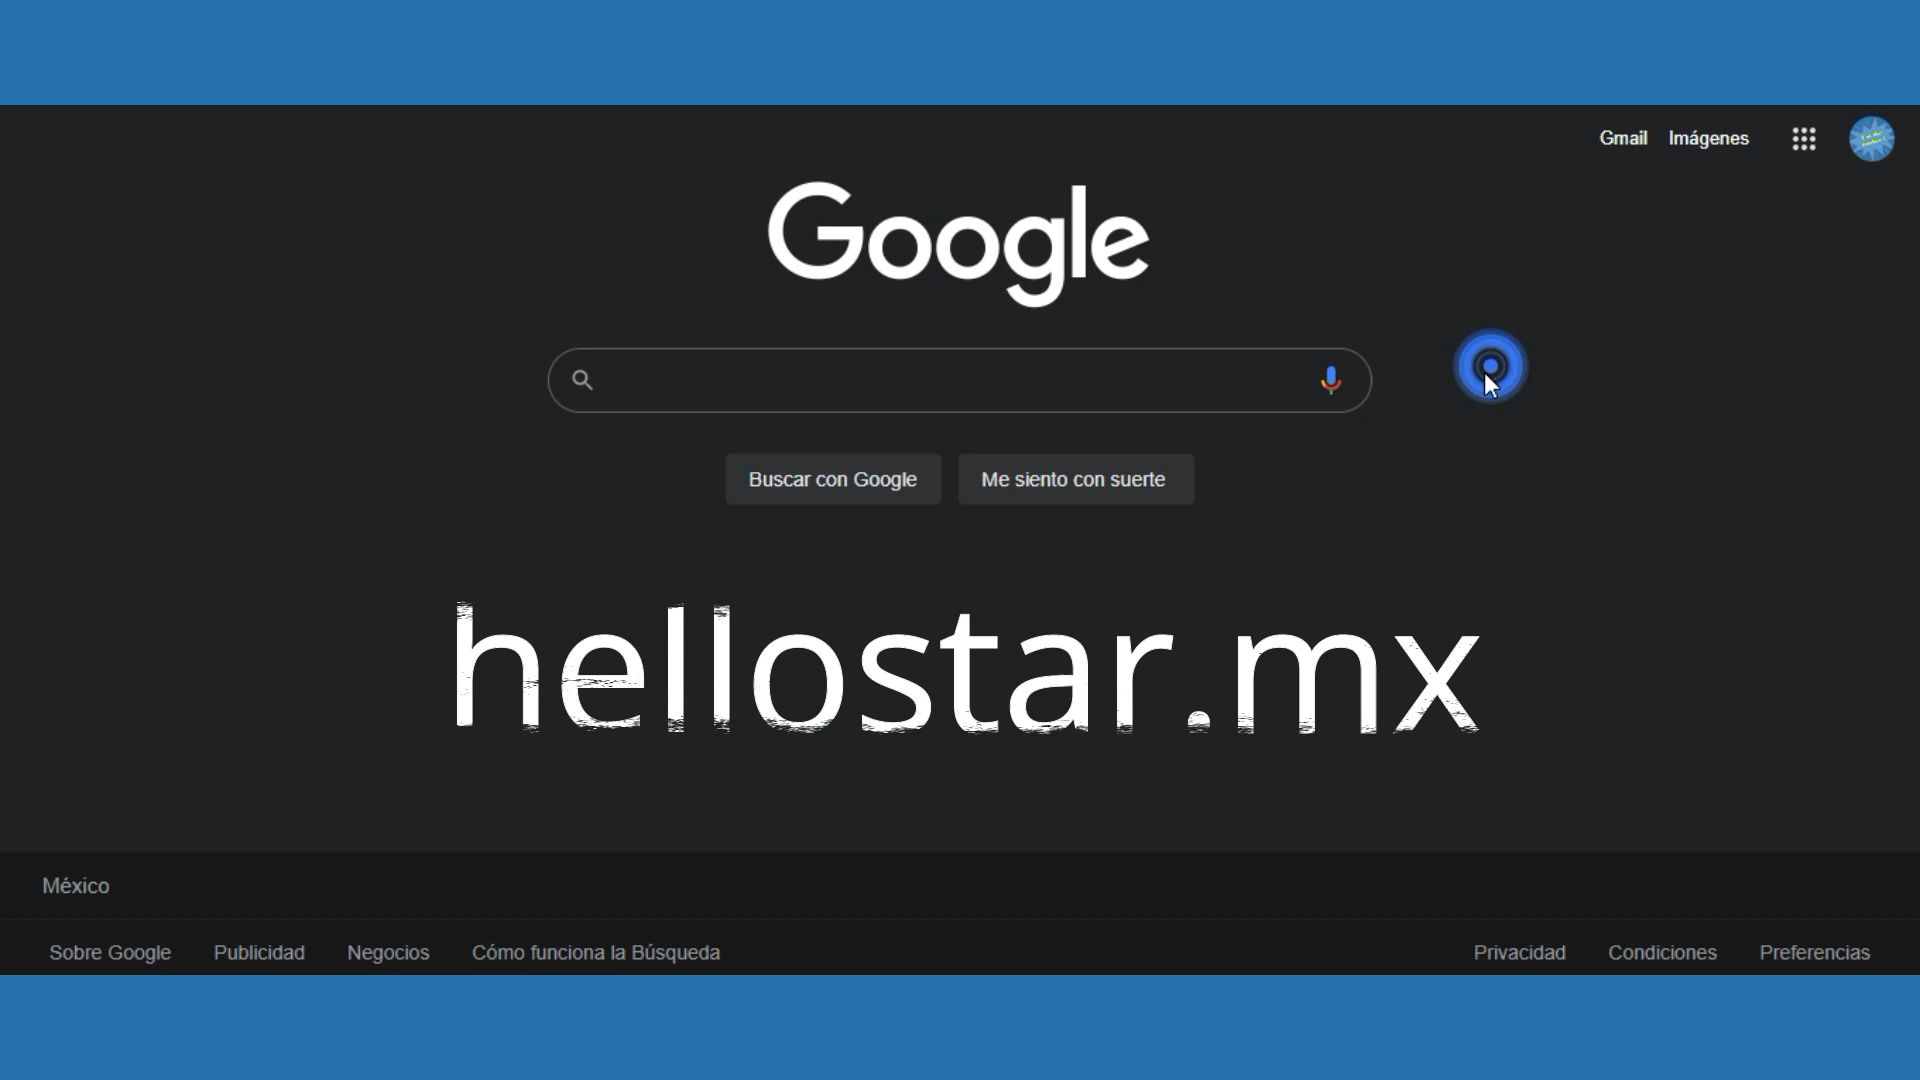 Gmail Imágenes
Google
Buscar con Google Me siento con suerte
hellostar.mx
México
Sobre Google Publicidad Negocios Cómo funciona la Búsqueda Privacidad Condiciones Preferencias